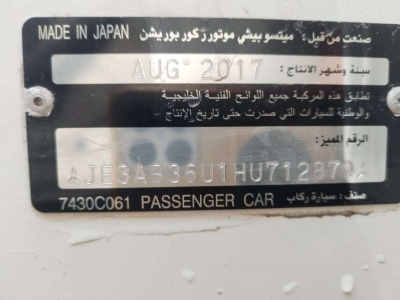 MADE IN JAPAN صنعت من قبل : ميتسو بيشي موتورز كور بوريشن
AUG 2017 سنة وشهر الانتاج :
تطابق هذه المركبة جميع اللوائح الفنية الخليجية
والوطنية للسيارات التى صدرت حتى تاريخ الإنتاج
الرقم المميز:
7430C061 PASSENGER CAR صنف: سيارة ركاب